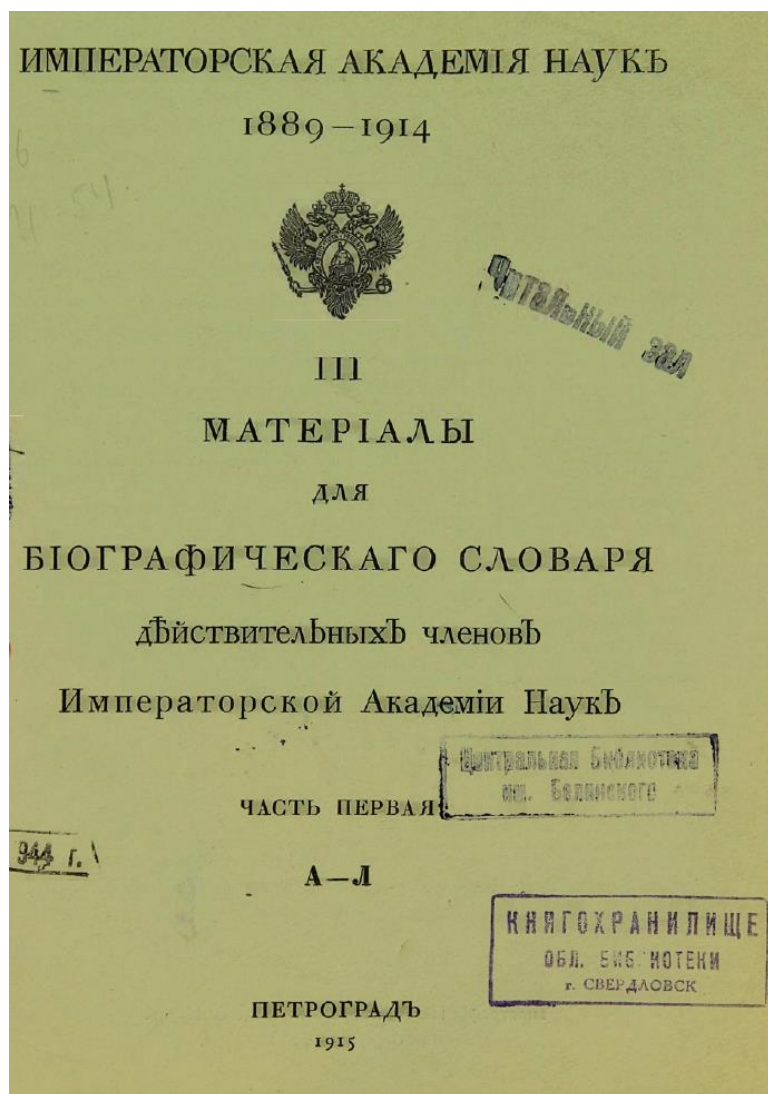 ИМПЕРАТОРСКАЯ АКАДЕМІЯ НАУКЪ
1889–1914
Читальный зал
III
МАТЕРІАЛЫ
ДЛЯ
БІОГРАФИЧЕСКАГО СЛОВАРЯ
дѣйствительныхъ членовъ
Императорской Академіи Наукъ
Центральная Библиотека
им. Белинского
ЧАСТЬ ПЕРВАЯ
944 г.
А—Л
КНИГОХРАНИЛИЩЕ
ОБЛ. БИБЛИОТЕКИ
г. СВЕРДЛОВСК
ПЕТРОГРАДЪ
1915